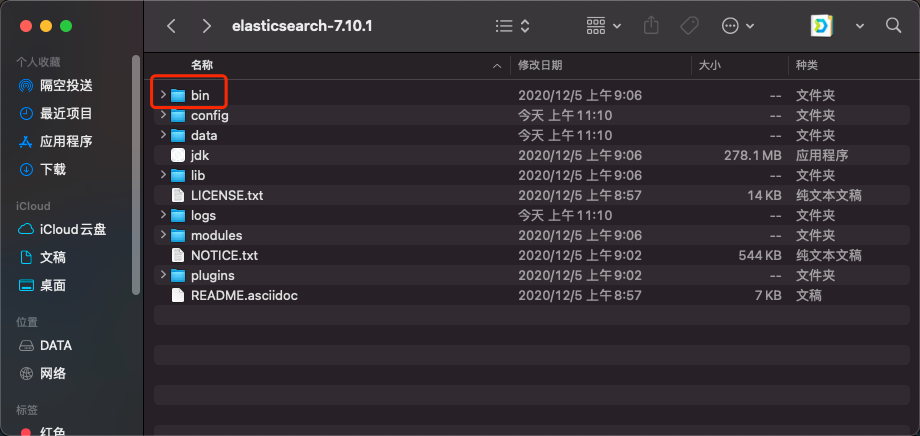 elasticsearch-7.10.1
个人收藏
隔空投送
最近项目
应用程序
下载
iCloud
iCloud云盘
文稿
桌面
位置
DATA
网络
标签
红色
名称 修改日期 大小 种类
bin 2020/12/5 上午9:06 -- 文件夹
config 今天 上午11:10 -- 文件夹
data 今天 上午11:10 -- 文件夹
jdk 2020/12/5 上午9:06 278.1 MB 应用程序
lib 2020/12/5 上午9:06 -- 文件夹
LICENSE.txt 2020/12/5 上午8:57 14 KB 纯文本文稿
logs 今天 上午11:10 -- 文件夹
modules 2020/12/5 上午9:06 -- 文件夹
NOTICE.txt 2020/12/5 上午9:02 544 KB 纯文本文稿
plugins 2020/12/5 上午9:02 -- 文件夹
README.asciidoc 2020/12/5 上午8:57 7 KB 文稿